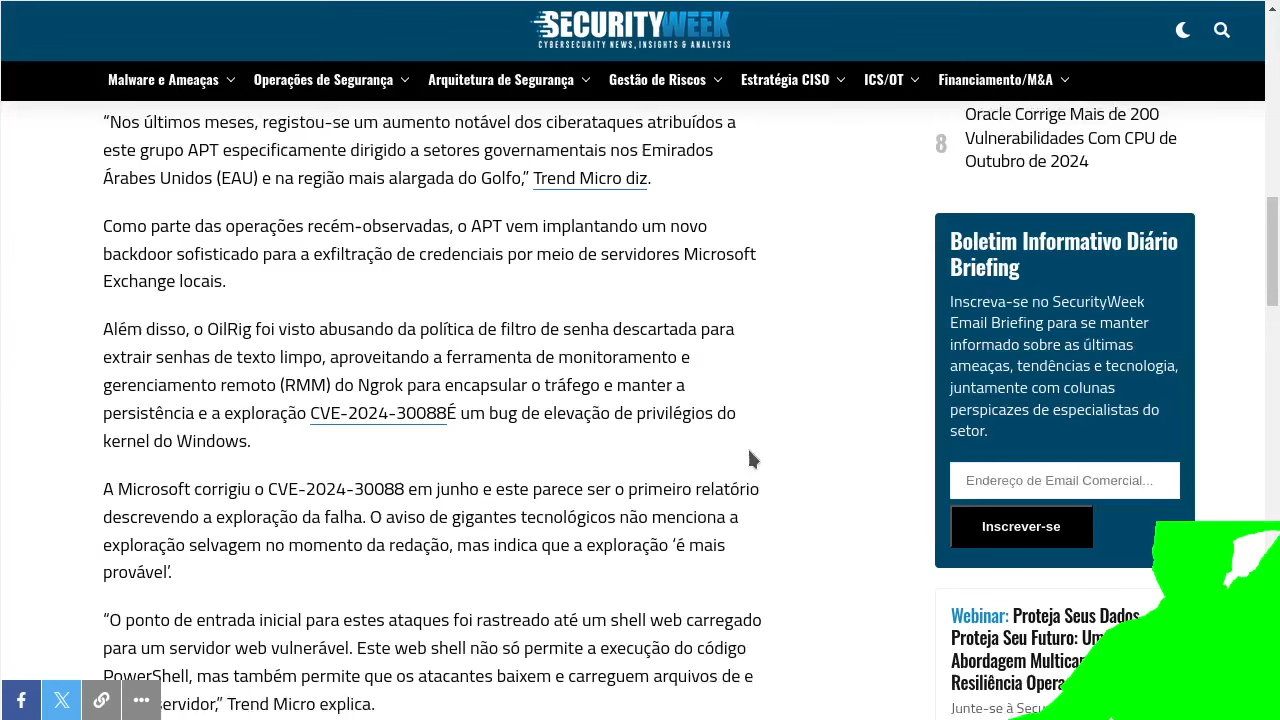 SECURITYWEEK
CYBERSECURITY NEWS, INSIGHTS & ANALYSIS
Malware e Ameaças
Operações de Segurança
Arquitetura de Segurança
Gestão de Riscos
Estratégia CISO
ICS/OT
Financiamento/M&A
“Nos últimos meses, registou-se um aumento notável dos ciberataques atribuídos a
este grupo APT especificamente dirigido a setores governamentais nos Emirados
Árabes Unidos (EAU) e na região mais alargada do Golfo,” Trend Micro diz.
Como parte das operações recém-observadas, o APT vem implantando um novo
backdoor sofisticado para a exfiltração de credenciais por meio de servidores Microsoft
Exchange locais.
Além disso, o OilRig foi visto abusando da política de filtro de senha descartada para
extrair senhas de texto limpo, aproveitando a ferramenta de monitoramento e
gerenciamento remoto (RMM) do Ngrok para encapsular o tráfego e manter a
persistência e a exploração CVE-2024-30088É um bug de elevação de privilégios do
kernel do Windows.
A Microsoft corrigiu o CVE-2024-30088 em junho e este parece ser o primeiro relatório
descrevendo a exploração da falha. O aviso de gigantes tecnológicos não menciona a
exploração selvagem no momento da redação, mas indica que a exploração ‘é mais
provável’.
“O ponto de entrada inicial para estes ataques foi rastreado até um shell web carregado
para um servidor web vulnerável. Este web shell não só permite a execução do código
PowerShell, mas também permite que os atacantes baixem e carreguem arquivos de e
servidor,” Trend Micro explica.
8
Oracle Corrige Mais de 200
Vulnerabilidades Com CPU de
Outubro de 2024
Boletim Informativo Diário
Briefing
Inscreva-se no SecurityWeek
Email Briefing para se manter
informado sobre as últimas
ameaças, tendências e tecnologia,
juntamente com colunas
perspicazes de especialistas do
setor.
Endereço de Email Comercial...
Inscrever-se
Webinar: Proteja Seus Dados
Proteja Seu Futuro:
Abordagem
Resiliência
Junte-se à